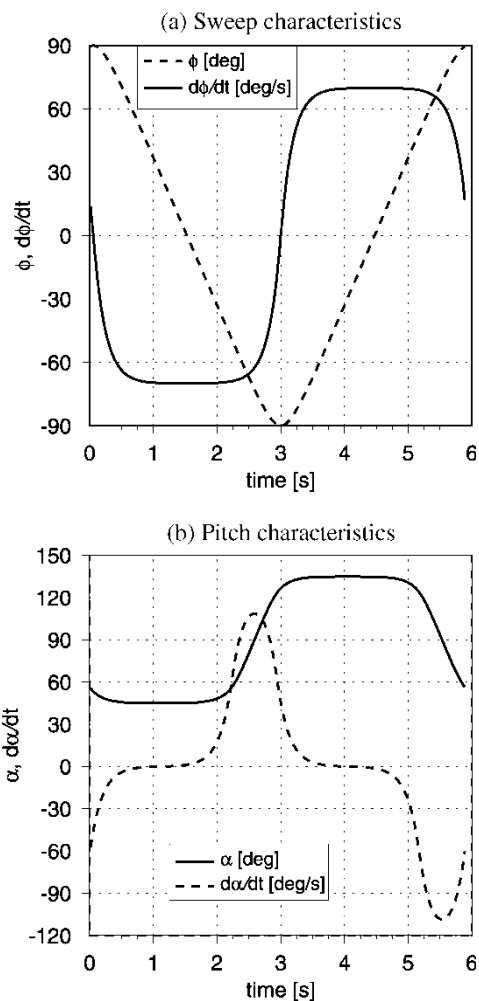 (a) Sweep characteristics
90
60
30
0
-30
-60
-90
ϕ, dϕ/dt
ϕ [deg]
dϕ/dt [deg/s]
0 1 2 3 4 5 6
time [s]
(b) Pitch characteristics
150
120
90
60
30
0
-30
-60
-90
-120
α, dα/dt
α [deg]
dα/dt [deg/s]
0 1 2 3 4 5 6
time [s]